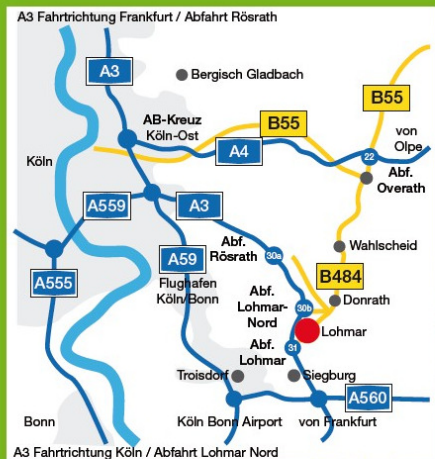 A3 Fahrtrichtung Frankfurt / Abfahrt Rösrath
A3
Bergisch Gladbach
B55
AB-Kreuz
Köln-Ost
B55
A4
von
Olpe
Köln
22
Abf.
Overath
A559
A3
Abf.
Rösrath
30a
Wahlscheid
A555
A59
Flughafen
Köln/Bonn
B484
Abf.
Lohmar-
Nord
30b
Donrath
Lohmar
Abf.
Lohmar
31
Troisdorf
Siegburg
A560
Bonn
Köln Bonn Airport
von Frankfurt
A3 Fahrtrichtung Köln / Abfahrt Lohmar Nord